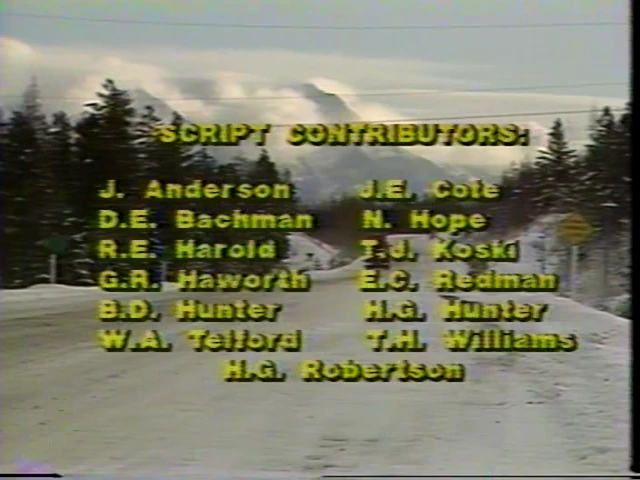 SCRIPT CONTRIBUTORS:
J. Anderson J.E. Cote
D.E. Bachman N. Hope
R.E. Harold T.J. Koski
G.R. Haworth E.C. Redman
B.D. Hunter H.G. Hunter
W.A. Telford T.H. Williams
H.G. Robertson